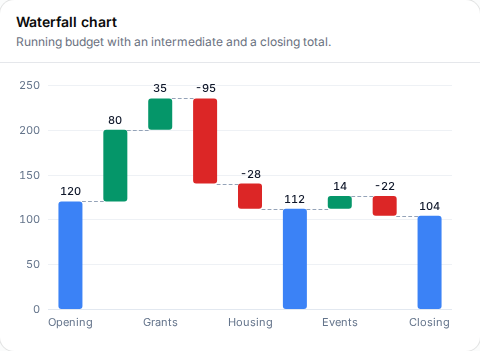 Waterfall chart
Running budget with an intermediate and a closing total.
250
200
150
100
50
0
120
80
35
-95
-28
112
14
-22
104
Opening
Grants
Housing
Events
Closing